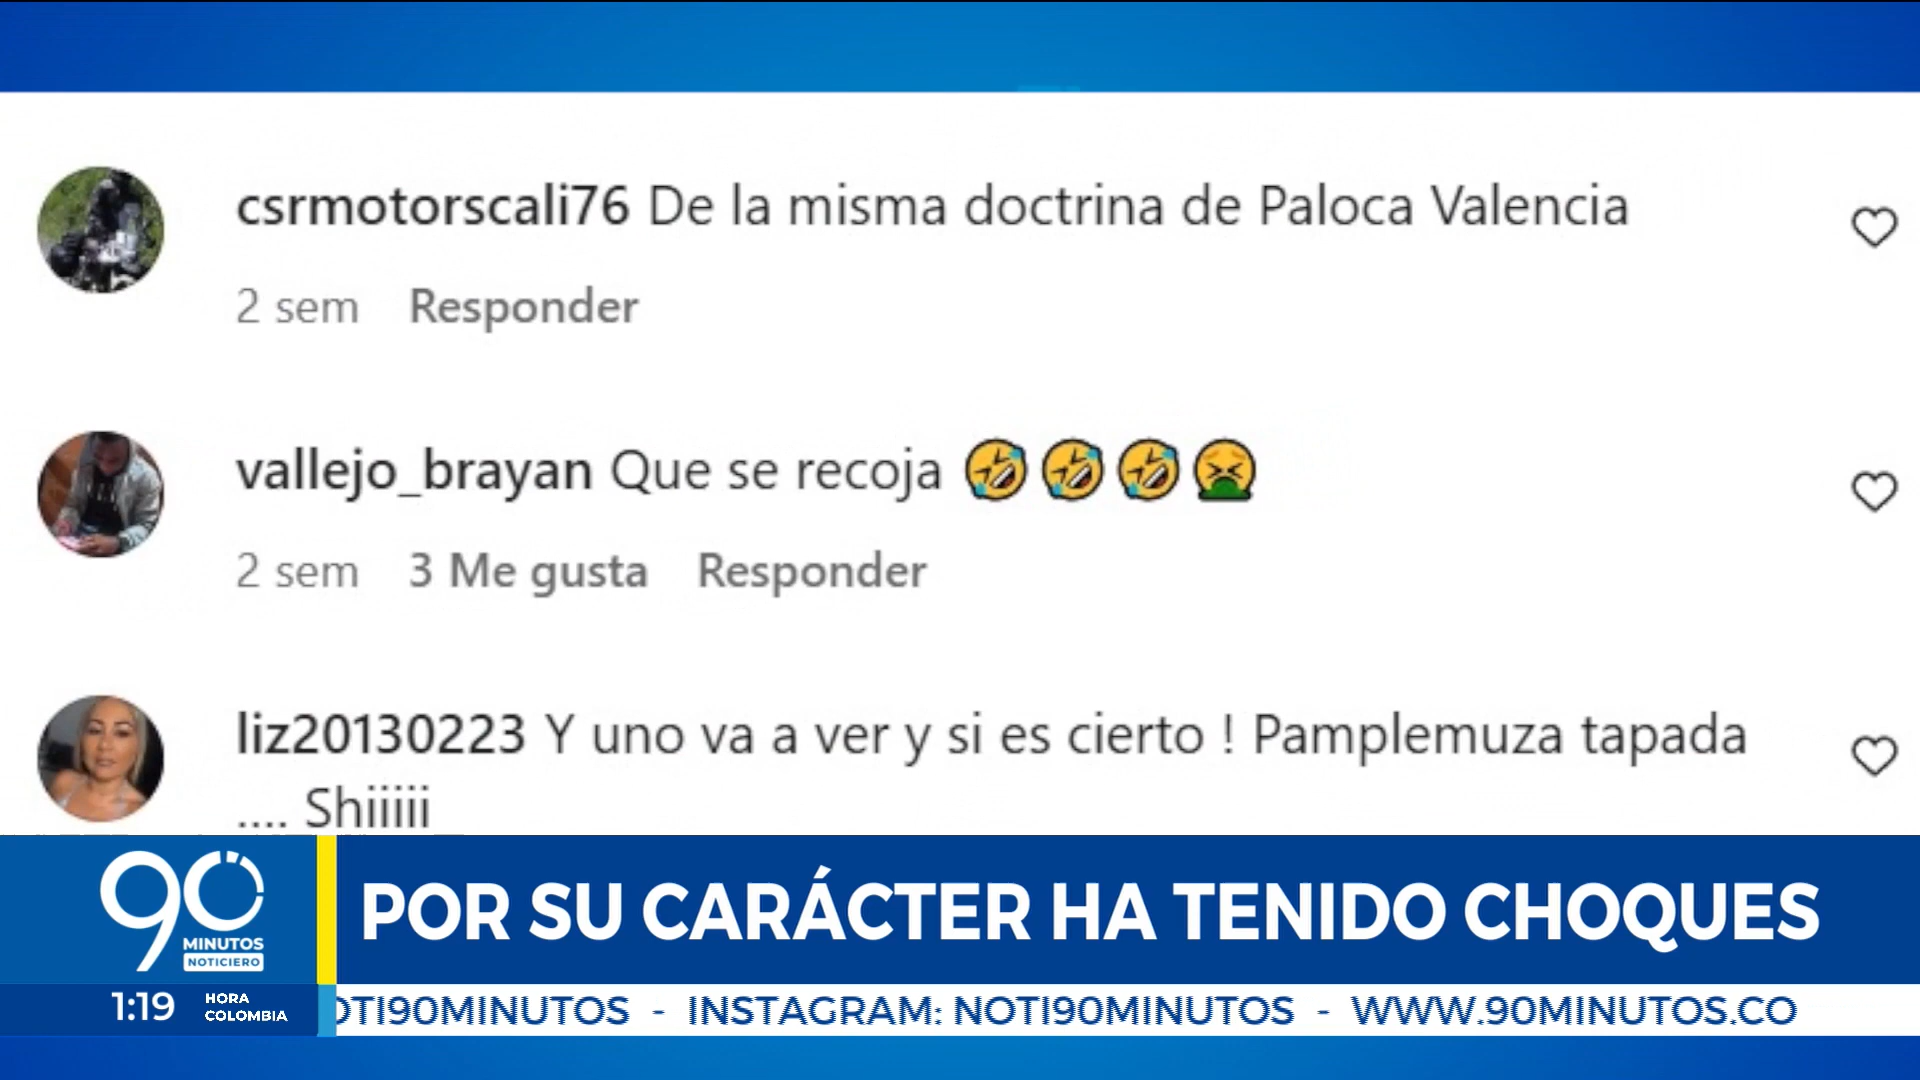 csrmotorscali76 De la misma doctrina de Paloca Valencia
2 sem Responder
vallejo_brayan Que se recoja 🤣🤣🤣🤮
2 sem 3 Me gusta Responder
liz20130223 Y uno va a ver y si es cierto ! Pamplemuza tapada
.... Shiiiiii
90
MINUTOS
NOTICIERO
POR SU CARÁCTER HA TENIDO CHOQUES
1:19 HORA
COLOMBIA
OTI90MINUTOS - INSTAGRAM: NOTI90MINUTOS - WWW.90MINUTOS.CO